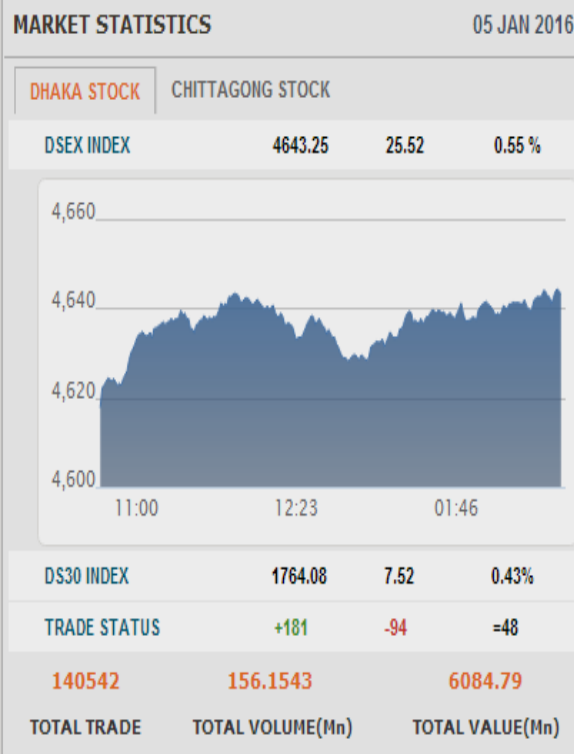 MARKET STATISTICS 05 JAN 2016
DHAKA STOCK CHITTAGONG STOCK
DSEX INDEX 4643.25 25.52 0.55 %
4,660
4,640
4,620
4,600
11:00 12:23 01:46
DS30 INDEX 1764.08 7.52 0.43%
TRADE STATUS +181 -94 =48
140542 156.1543 6084.79
TOTAL TRADE TOTAL VOLUME(Mn) TOTAL VALUE(Mn)